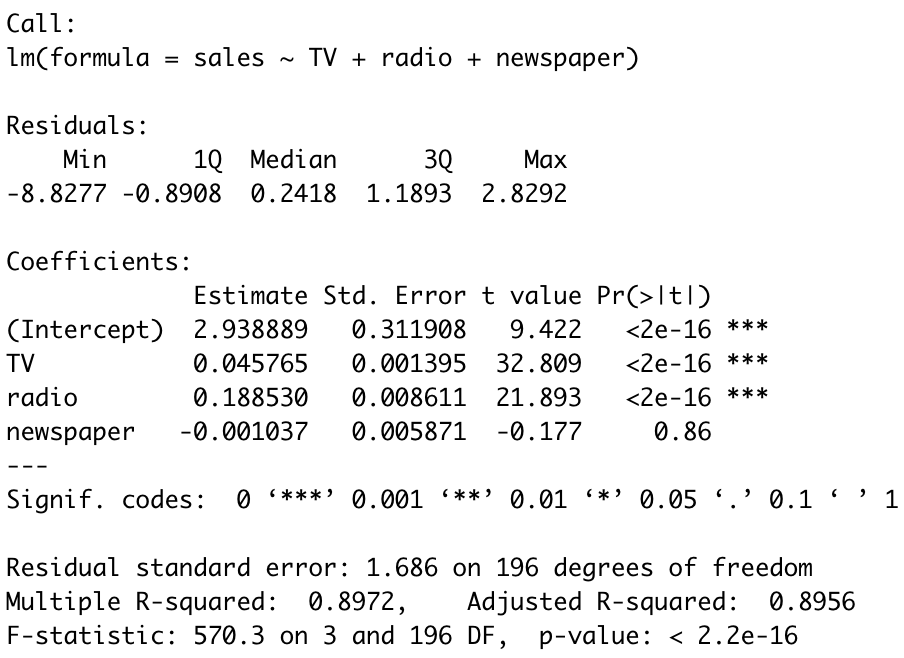 Call:
lm(formula = sales ~ TV + radio + newspaper)
Residuals:
    Min      1Q  Median      3Q     Max
-8.8277 -0.8908  0.2418  1.1893  2.8292
Coefficients:
             Estimate Std. Error t value Pr(>|t|)
(Intercept)  2.938889   0.311908   9.422   <2e-16 ***
TV           0.045765   0.001395  32.809   <2e-16 ***
radio        0.188530   0.008611  21.893   <2e-16 ***
newspaper   -0.001037   0.005871  -0.177     0.86
---
Signif. codes:  0 ‘***’ 0.001 ‘**’ 0.01 ‘*’ 0.05 ‘.’ 0.1 ‘ ’ 1
Residual standard error: 1.686 on 196 degrees of freedom
Multiple R-squared:  0.8972,    Adjusted R-squared:  0.8956
F-statistic: 570.3 on 3 and 196 DF,  p-value: < 2.2e-16